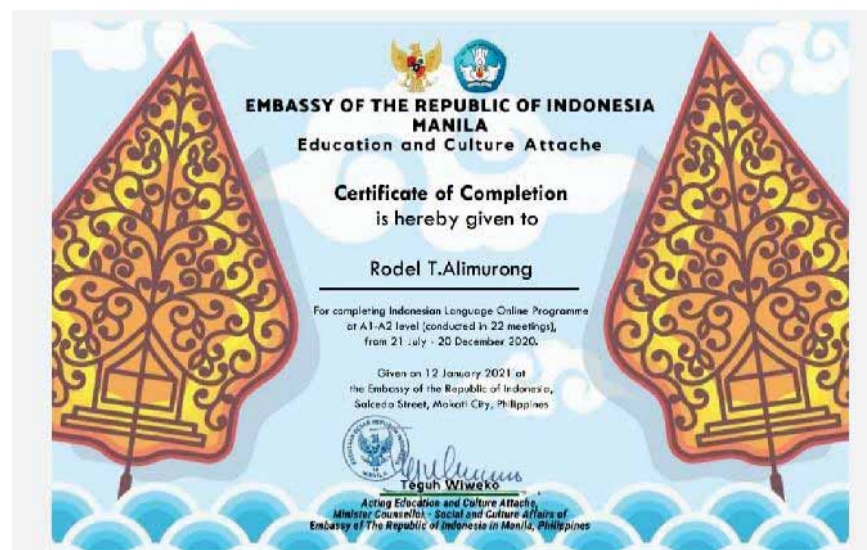 EMBASSY OF THE REPUBLIC OF INDONESIA
MANILA
Education and Culture Attache
Certificate of Completion
is hereby given to
Rodel T.Alimurong
For completing Indonesian Language Online Programme
at A1-A2 level (conducted in 22 meetings),
from 21 July - 20 December 2020.
Given on 12 January 2021 at
the Embassy of the Republic of Indonesia,
Salcedo Street, Makati City, Philippines
Teguh Wiweko
Acting Education and Culture Attache,
Minister Counsellor - Social and Culture Affairs of
Embassy of The Republic of Indonesia in Manila, Philippines